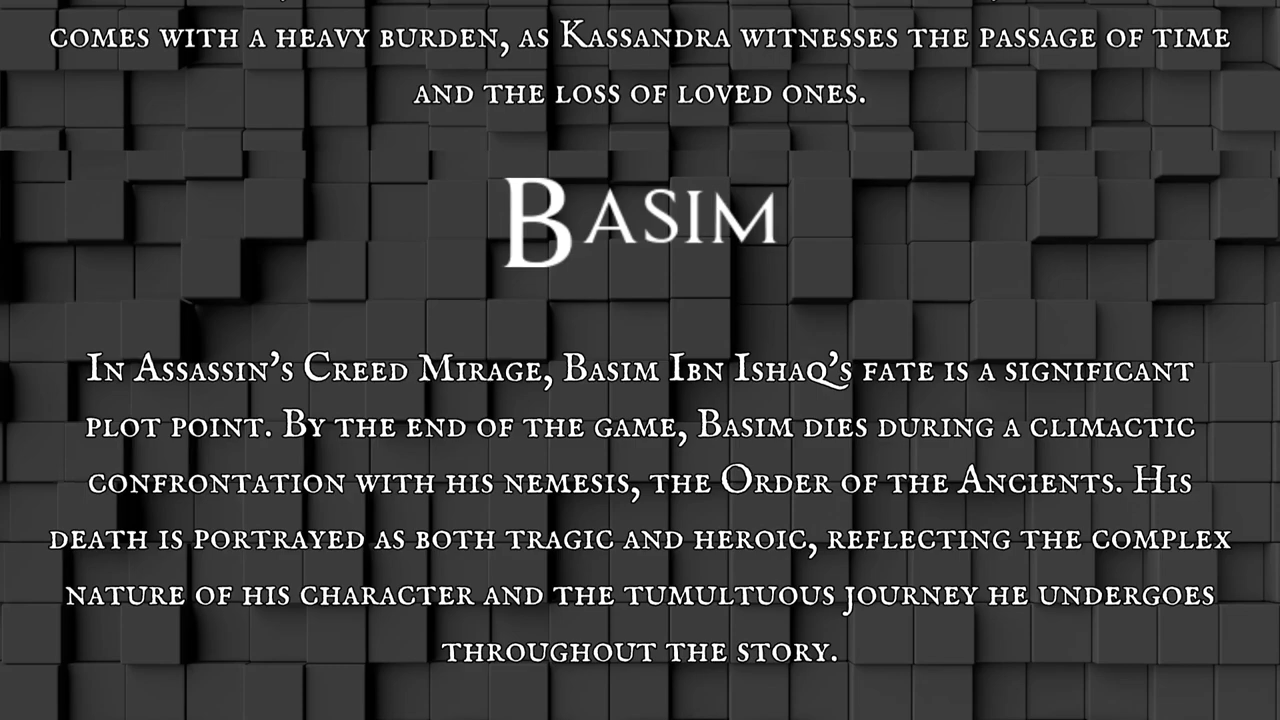 comes with a heavy burden, as Kassandra witnesses the passage of time
and the loss of loved ones.
Basim
In Assassin's Creed Mirage, Basim Ibn Ishaq's fate is a significant
plot point. By the end of the game, Basim dies during a climactic
confrontation with his nemesis, the Order of the Ancients. His
death is portrayed as both tragic and heroic, reflecting the complex
nature of his character and the tumultuous journey he undergoes
throughout the story.